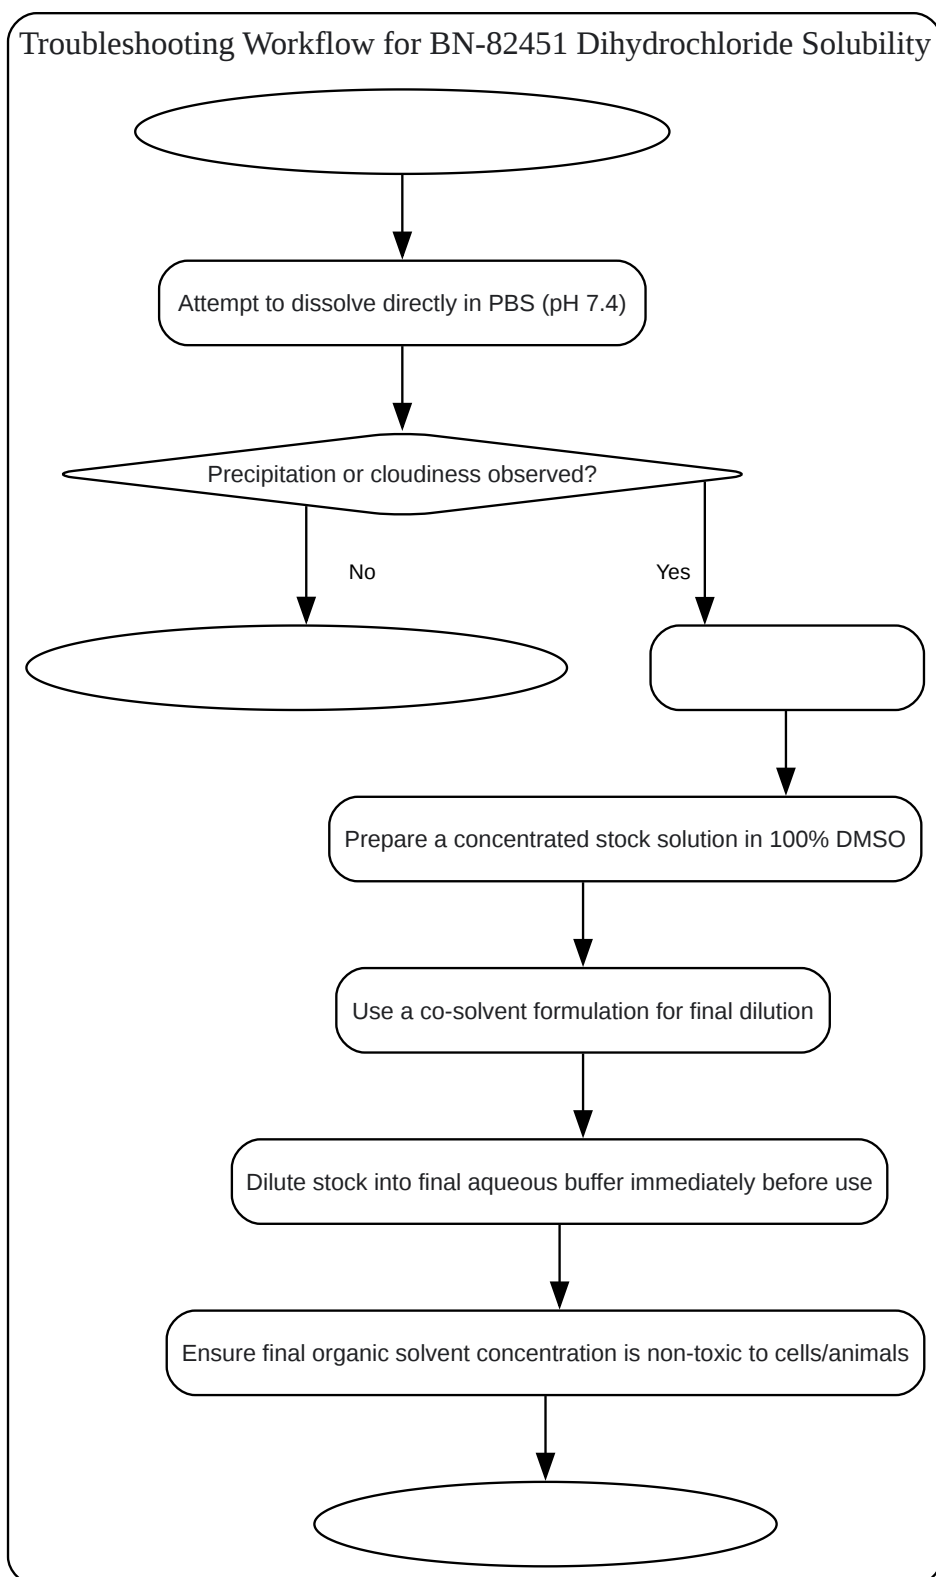 Troubleshooting Workflow for BN-82451 Dihydrochloride Solubility
Attempt to dissolve directly in PBS (pH 7.4)
Precipitation or cloudiness observed?
No
Yes
Prepare a concentrated stock solution in 100% DMSO
Use a co-solvent formulation for final dilution
Dilute stock into final aqueous buffer immediately before use
Ensure final organic solvent concentration is non-toxic to cells/animals